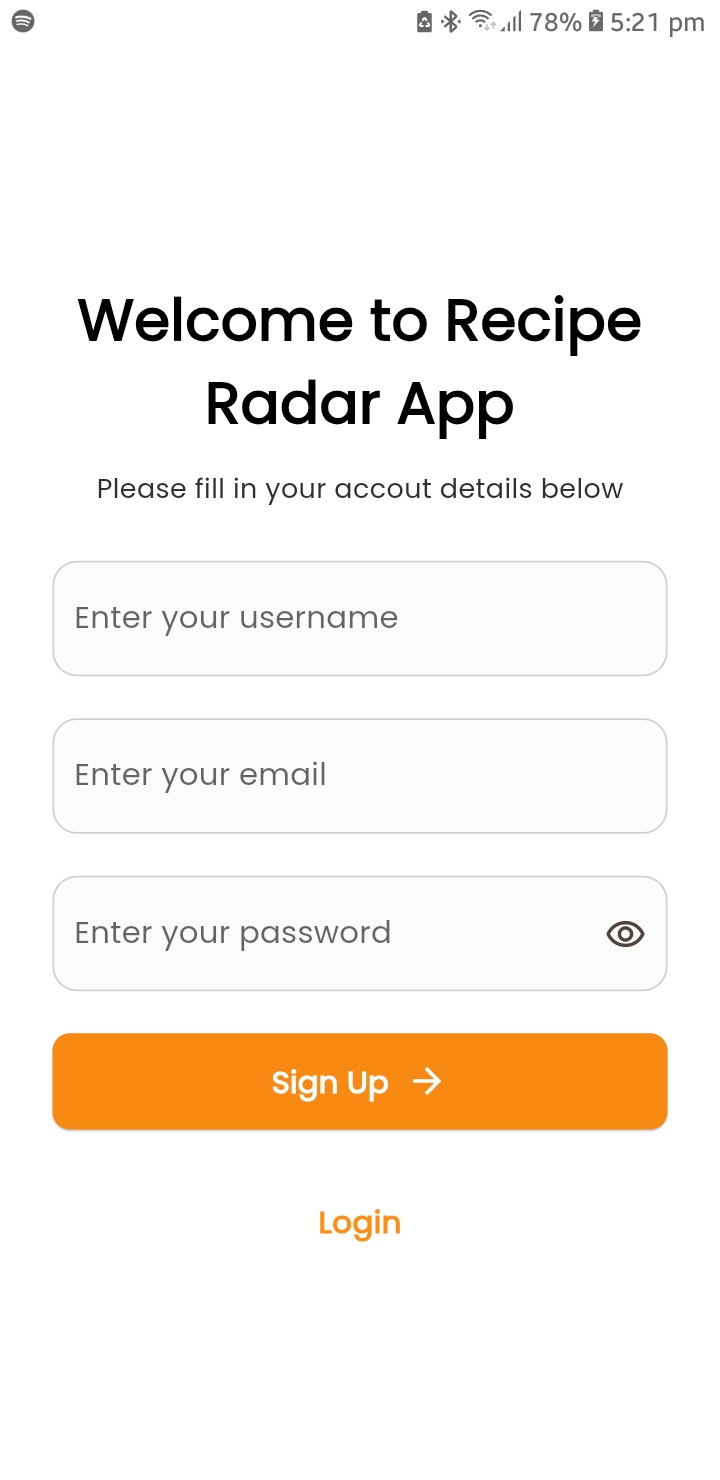 78% 5:21 pm
Welcome to Recipe
Radar App
Please fill in your accout details below
Enter your username
Enter your email
Enter your password
Sign Up
Login